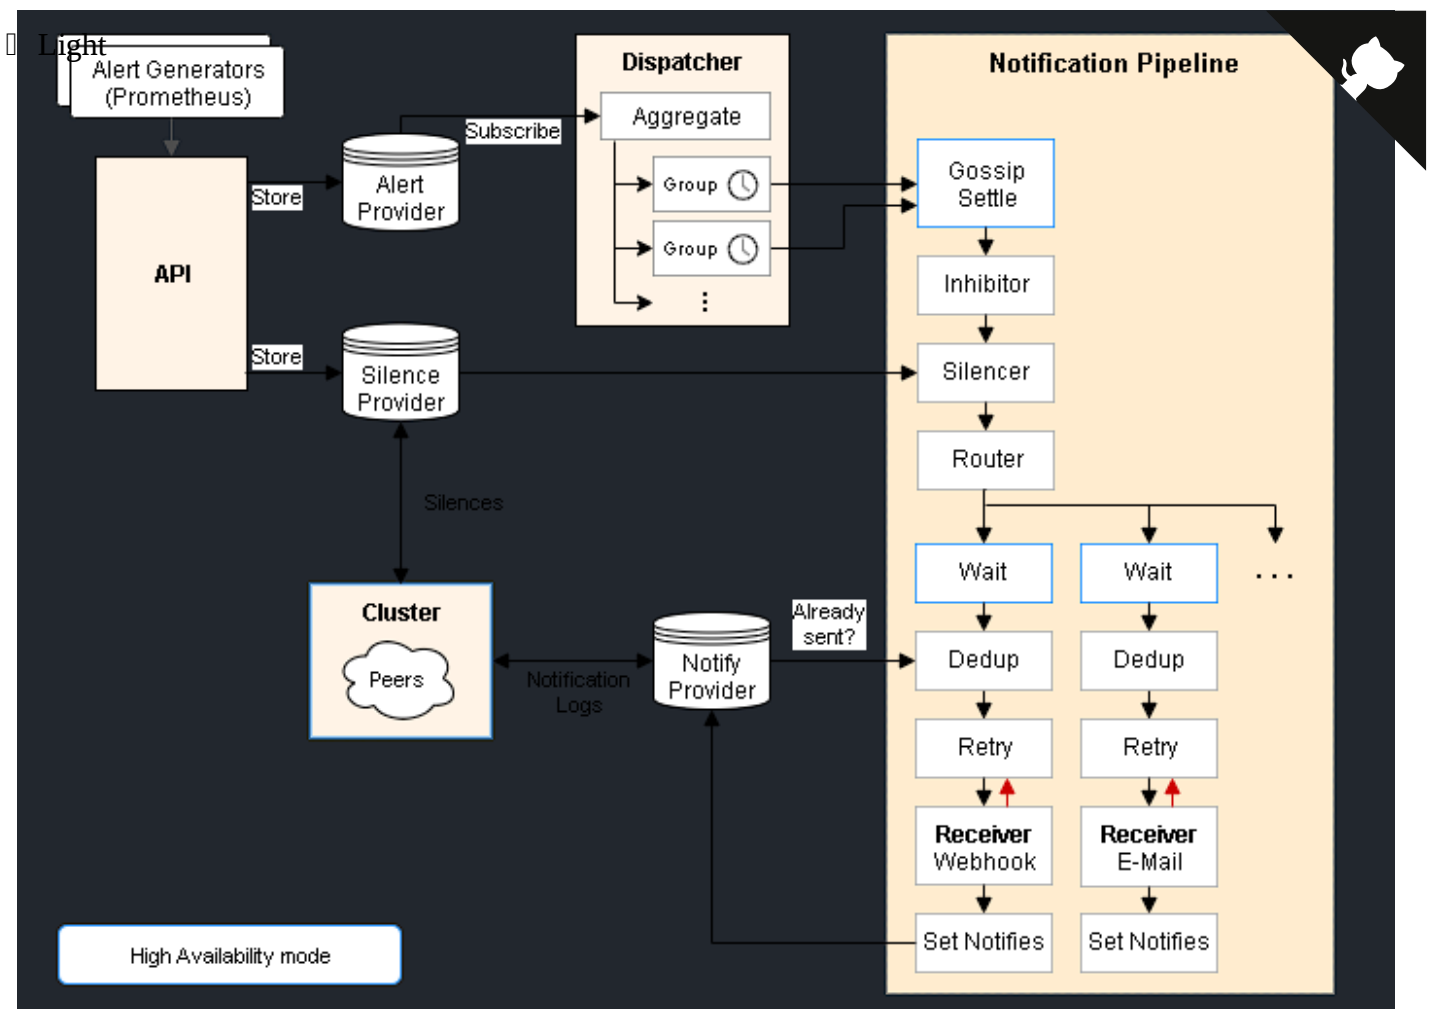 Light
Alert Generators
(Prometheus)
API
Store
Alert
Provider
Subscribe
Dispatcher
Aggregate
Group
Group
⋮
Store
Silence
Provider
Silences
Cluster
Peers
Notification
Logs
Notify
Provider
Already
sent?
High Availability mode
Notification Pipeline
Gossip
Settle
Inhibitor
Silencer
Router
Wait
Wait
...
Dedup
Dedup
Retry
Retry
Receiver
Webhook
Receiver
E-Mail
Set Notifies
Set Notifies